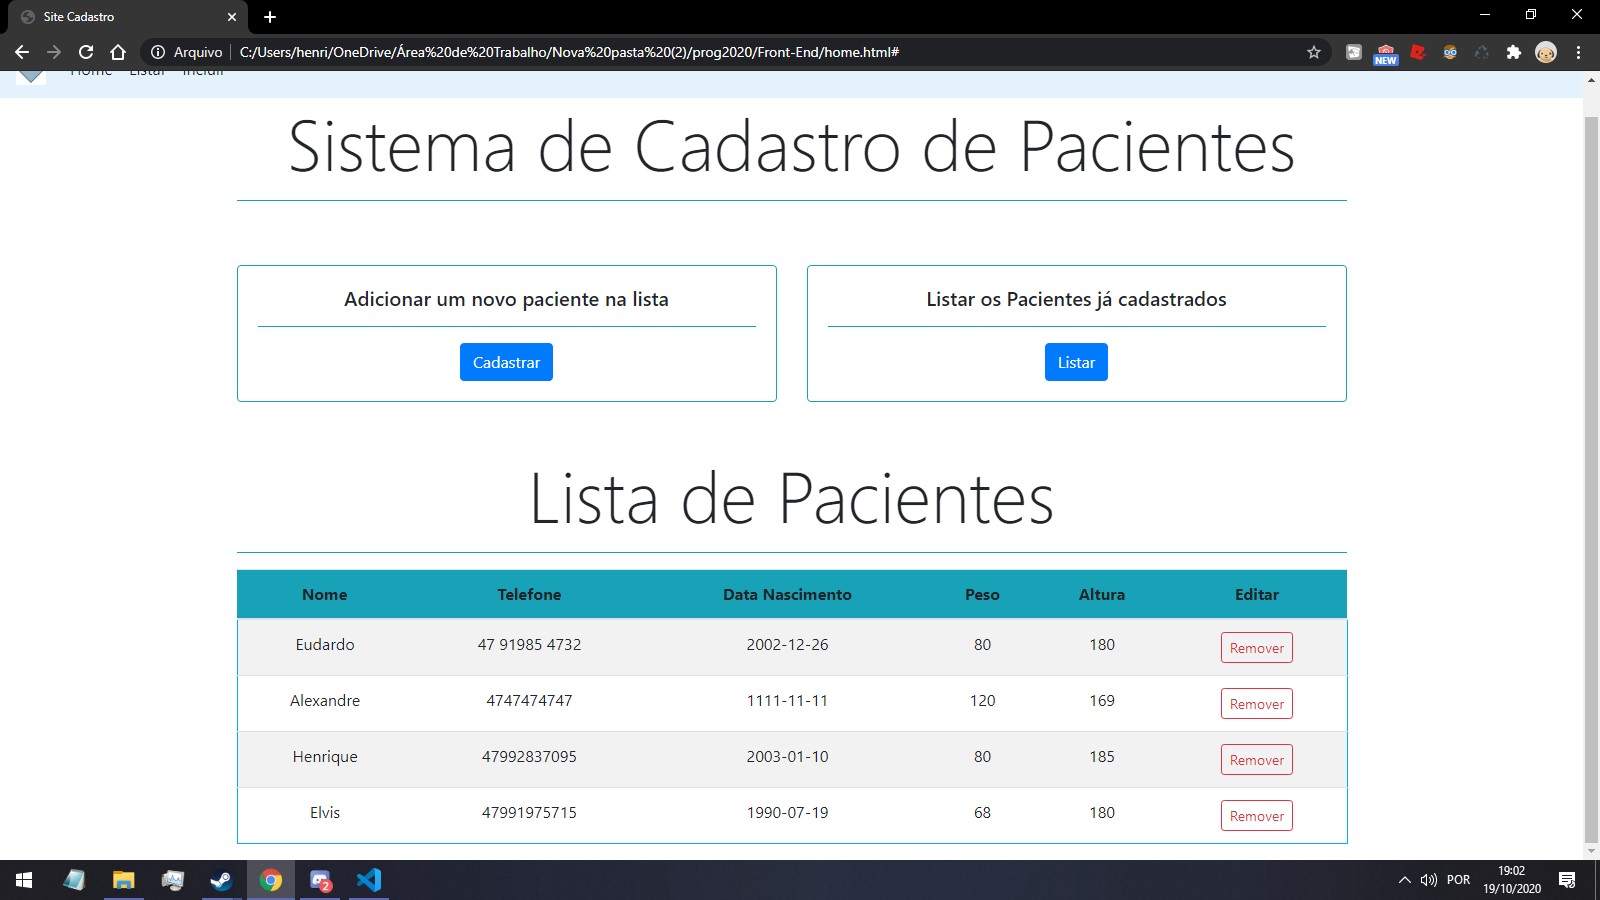 Site Cadastro
Arquivo C:/Users/henri/OneDrive/Área%20de%20Trabalho/Nova%20pasta%20(2)/prog2020/Front-End/home.html#
NEW
Home Listar Incluir
Sistema de Cadastro de Pacientes
Adicionar um novo paciente na lista
Cadastrar
Listar os Pacientes já cadastrados
Listar
Lista de Pacientes
Nome Telefone Data Nascimento Peso Altura Editar
Eudardo 47 91985 4732 2002-12-26 80 180 Remover
Alexandre 4747474747 1111-11-11 120 169 Remover
Henrique 47992837095 2003-01-10 80 185 Remover
Elvis 47991975715 1990-07-19 68 180 Remover
2
POR
19:02
19/10/2020